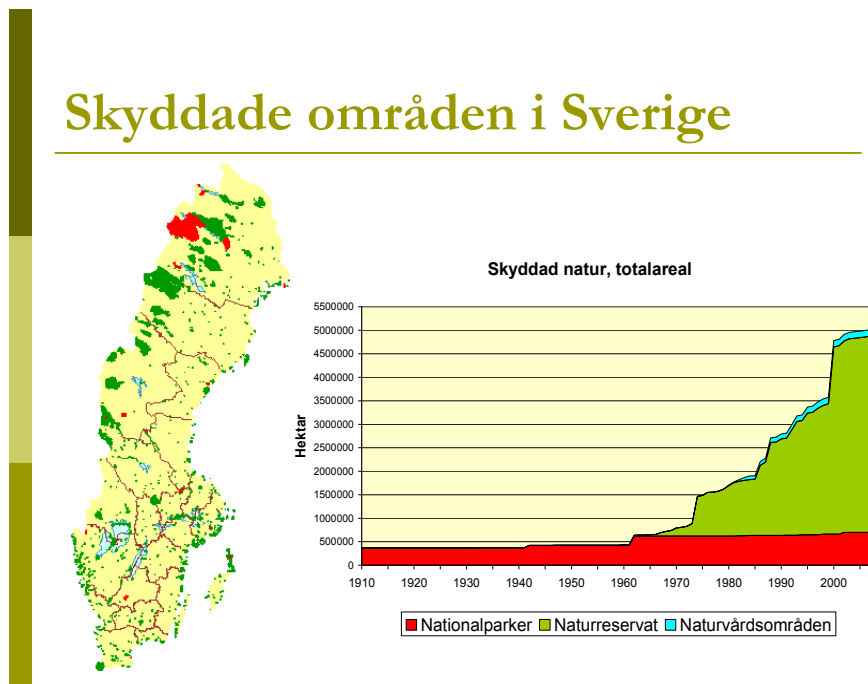 Skyddade områden i Sverige
Skyddad natur, totalareal
5500000
5000000
4500000
4000000
3500000
3000000
2500000
2000000
1500000
1000000
500000
0
Hektar
1910 1920 1930 1940 1950 1960 1970 1980 1990 2000
Nationalparker Naturreservat Naturvårdsområden